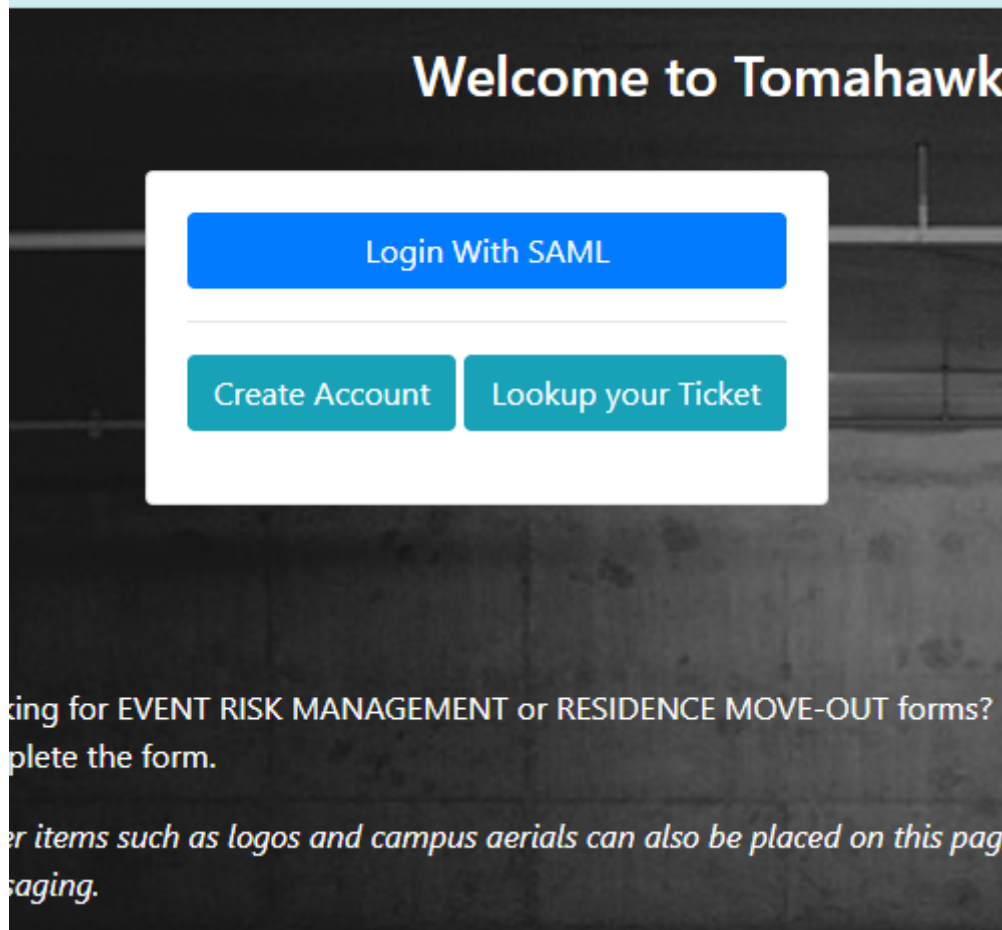 Welcome to Tomahawk
Login With SAML
Create Account Lookup your Ticket
king for EVENT RISK MANAGEMENT or RESIDENCE MOVE-OUT forms?
plete the form.
er items such as logos and campus aerials can also be placed on this pag
saging.